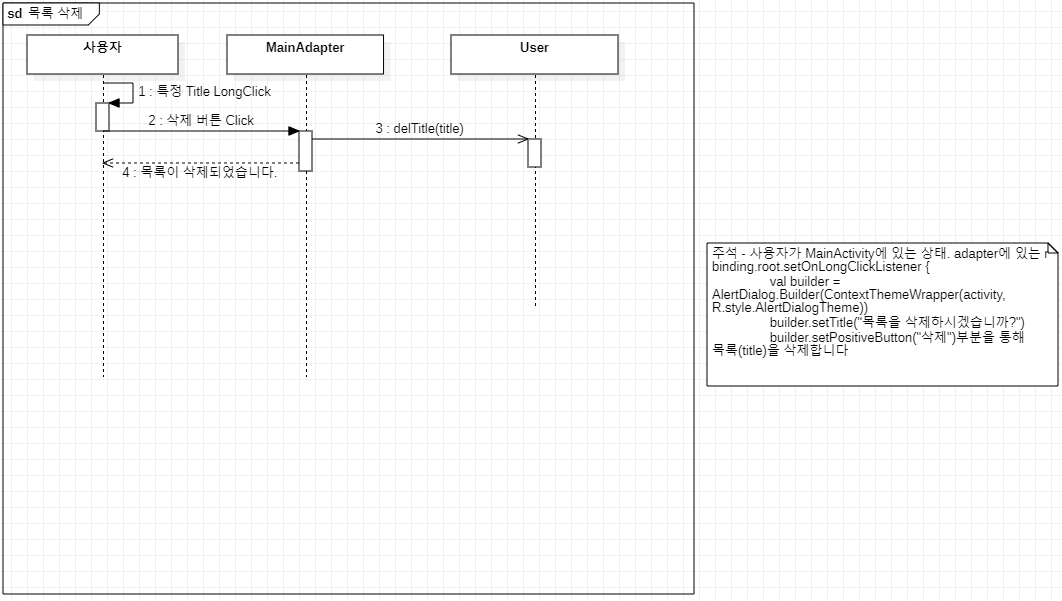 sd 목록 삭제
사용자
MainAdapter
User
1 : 특정 Title LongClick
2 : 삭제 버튼 Click
3 : delTitle(title)
4 : 목록이 삭제되었습니다.
주석 - 사용자가 MainActivity에 있는 상태. adapter에 있는
binding.root.setOnLongClickListener {
val builder =
AlertDialog.Builder(ContextThemeWrapper(activity,
R.style.AlertDialogTheme))
builder.setTitle("목록을 삭제하시겠습니까?")
builder.setPositiveButton("삭제")부분을 통해
목록(title)을 삭제합니다